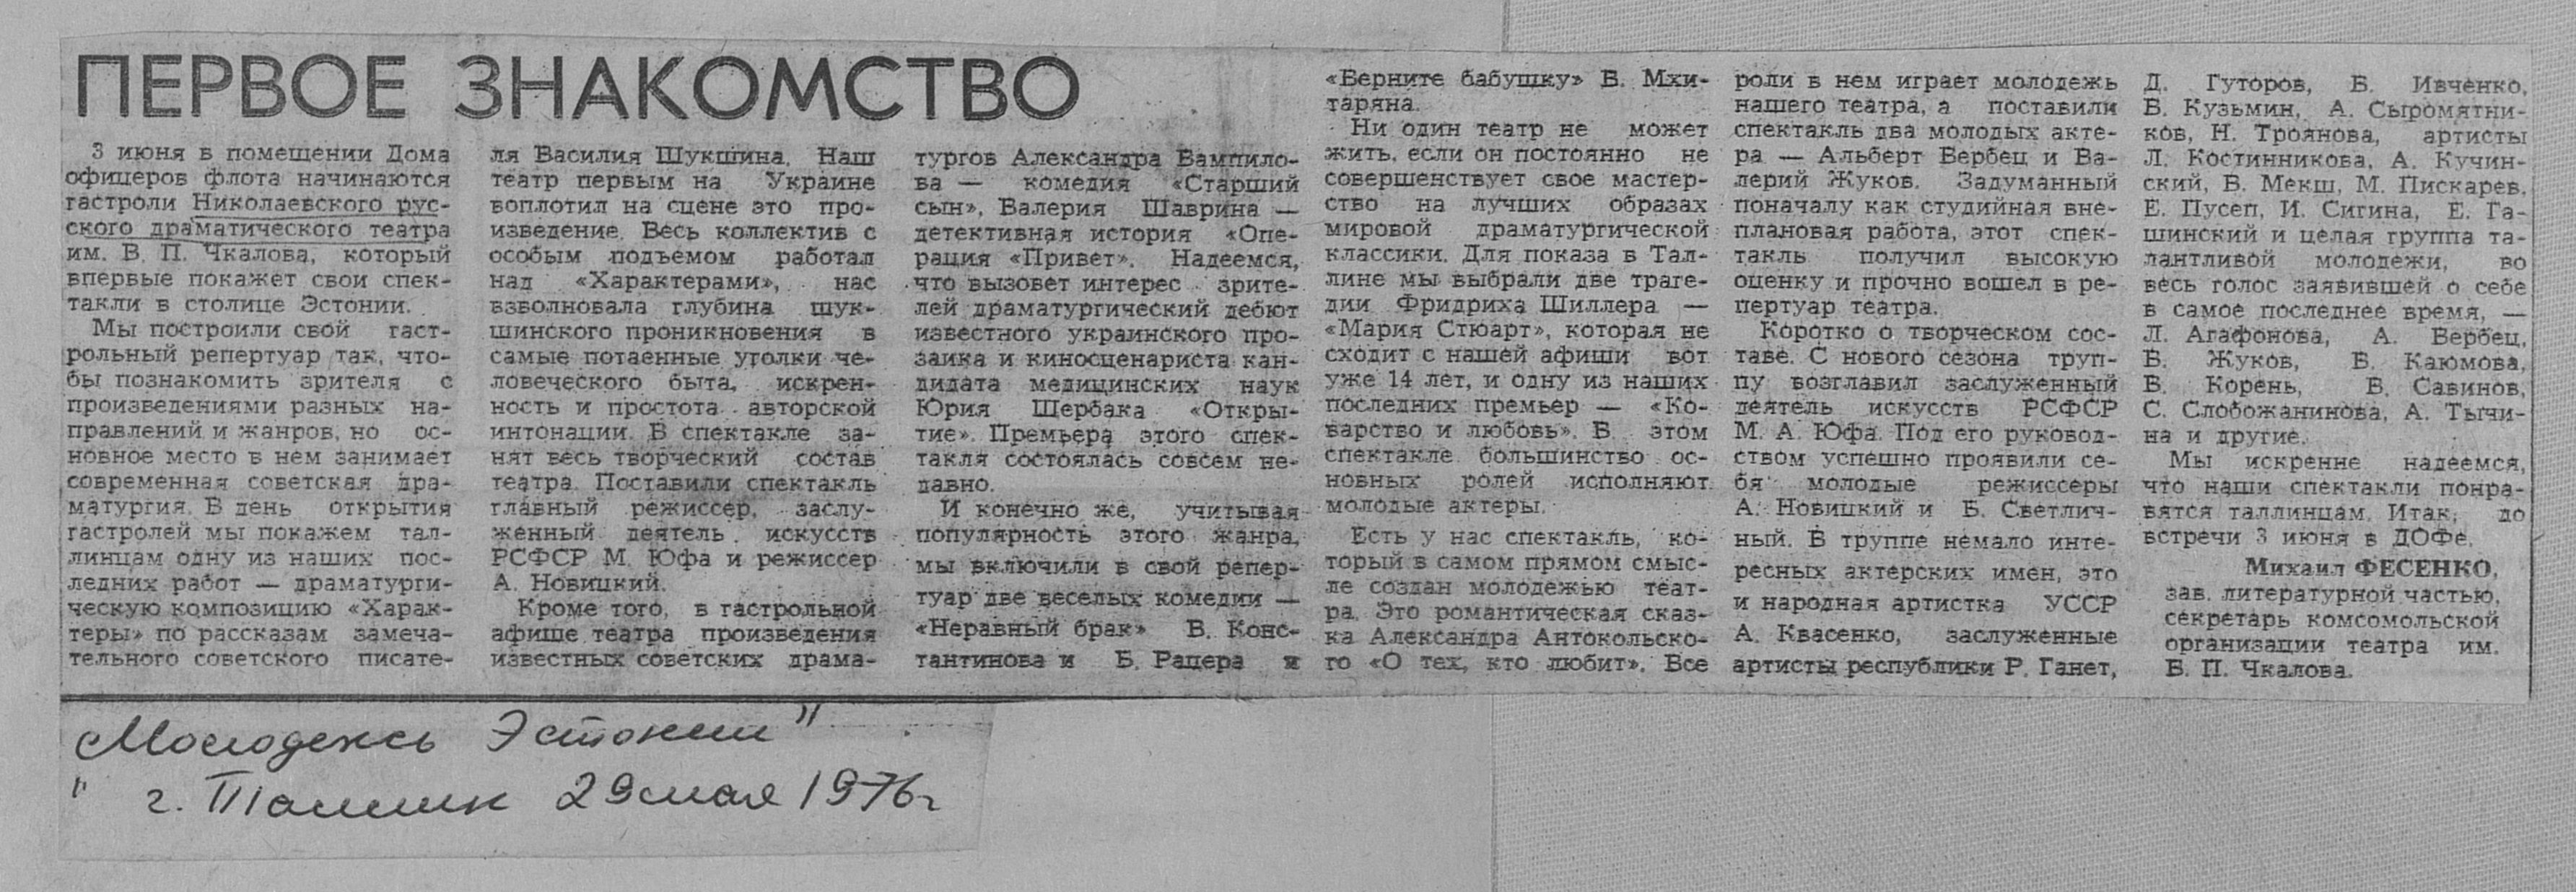 ПЕРВОЕ ЗНАКОМСТВО
3 июня в помещении Дома
офицеров флота начинаются
гастроли Николаевского рус-
ского драматического театра
им. В. П. Чкалова, который
впервые покажет свои спек-
такли в столице Эстонии.
Мы построили свой гаст-
рольный репертуар так, что-
бы познакомить зрителя с
произведениями разных на-
правлений и жанров, но ос-
новное место в нем занимает
современная советская дра-
матургия. В день открытия
гастролей мы покажем тал-
линцам одну из наших пос-
ледних работ — драматурги-
ческую композицию «Харак-
теры» по рассказам замеча-
тельного советского писате-
ля Василия Шукшина. Наш
театр первым на Украине
воплотил на сцене это про-
изведение. Весь коллектив с
особым подъемом работал
над «Характерами», нас
взволновала глубина шук-
шинского проникновения в
самые потаенные уголки че-
ловеческого быта, искрен-
ность и простота авторской
интонации. В спектакле за-
нят весь творческий состав
театра. Поставили спектакль
главный режиссер, заслу-
женный деятель искусств
РСФСР М. Юфа и режиссер
А. Новицкий.
Кроме того, в гастрольной
афише театра произведения
известных советских драма-
тургов Александра Вампило-
ва — комедия «Старший
сын», Валерия Шаврина —
детективная история «Опе-
рация «Привет». Надеемся,
что вызовет интерес зрите-
лей драматургический дебют
известного украинского про-
заика и киносценариста кан-
дидата медицинских наук
Юрия Щербака «Откры-
тие». Премьера этого спек-
такля состоялась совсем не-
давно.
И конечно же, учитывая
популярность этого жанра,
мы включили в свой репер-
туар две веселых комедии —
«Неравный брак» В. Конс-
тантинова и Б. Рацера и
«Верните бабушку» В. Мхи-
таряна.
Ни один театр не может
жить, если он постоянно не
совершенствует свое мастер-
ство на лучших образах
мировой драматургической
классики. Для показа в Тал-
лине мы выбрали две траге-
дии Фридриха Шиллера —
«Мария Стюарт», которая не
сходит с нашей афиши вот
уже 14 лет, и одну из наших
последних премьер — «Ко-
варство и любовь». В этом
спектакле большинство ос-
новных ролей исполняют
молодые актеры.
Есть у нас спектакль, ко-
торый в самом прямом смыс-
ле создан молодежью теат-
ра. Это романтическая сказ-
ка Александра Антокольско-
го «О тех, кто любит». Все
роли в нем играет молодежь
нашего театра, а поставили
спектакль два молодых акте-
ра — Альберт Вербец и Ва-
лерий Жуков. Задуманный
поначалу как студийная вне-
плановая работа, этот спек-
такль получил высокую
оценку и прочно вошел в ре-
пертуар театра.
Коротко о творческом сос-
таве. С нового сезона труп-
пу возглавил заслуженный
деятель искусств РСФСР
М. А. Юфа. Под его руковод-
ством успешно проявили се-
бя молодые режиссеры
А. Новицкий и Б. Светлич-
ный. В труппе немало инте-
ресных актерских имен, это
и народная артистка УССР
А. Квасенко, заслуженные
артисты республики Р. Ганет,
Д. Гуторов, Б. Ивченко,
В. Кузьмин, А. Сыромятни-
ков, Н. Троянова, артисты
Л. Костинникова, А. Кучин-
ский, В. Мекш, М. Пискарев,
Е. Пусеп, И. Сигина, Е. Га-
шинский и целая группа та-
лантливой молодежи, во
весь голос заявившей о себе
в самое последнее время, —
Л. Агафонова, А. Вербец,
В. Жуков, В. Каюмова,
В. Корень, В. Савинов,
С. Слобожанинова, А. Тычи-
на и другие.
Мы искренне надеемся,
что наши спектакли понра-
вятся таллинцам. Итак, до
встречи 3 июня в ДОФе.
Михаил ФЕСЕНКО,
зав. литературной частью,
секретарь комсомольской
организации театра им.
В. П. Чкалова.
Молодежь Эстонии"
" г. Таллин 29 мая 1976 г